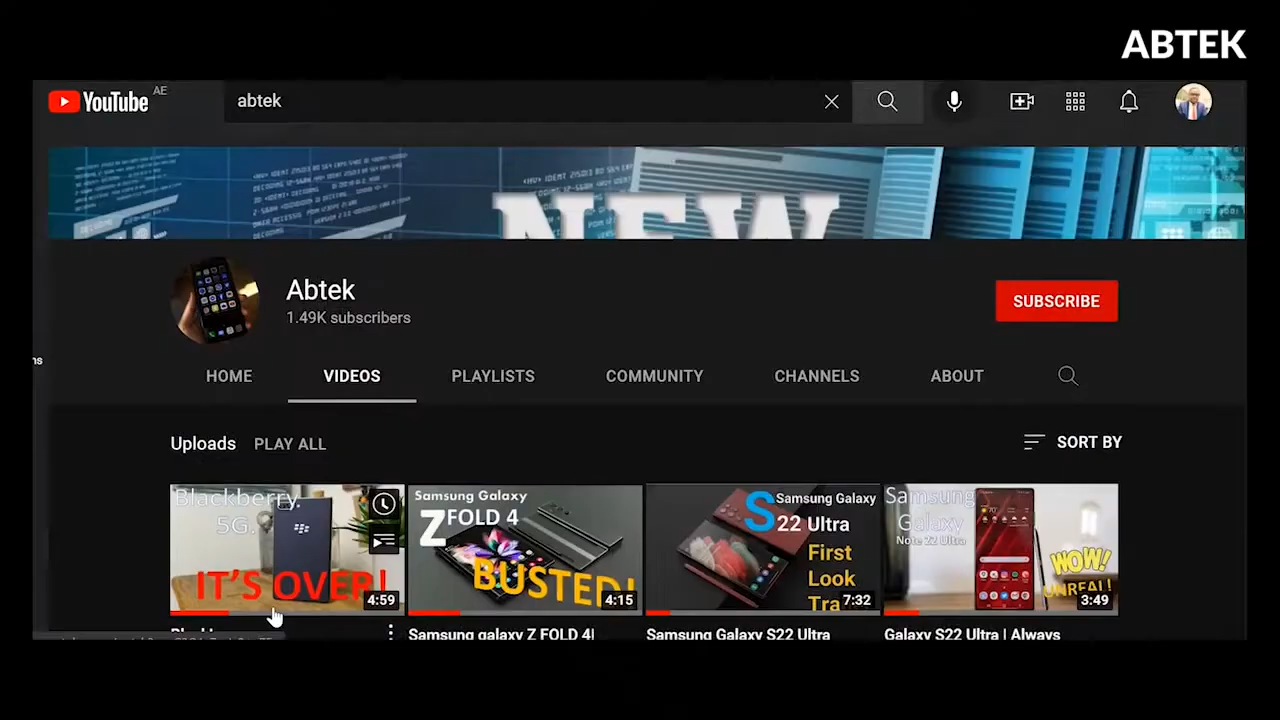 ABTEK
YouTube AE
abtek
NEW
Abtek
1.49K subscribers
SUBSCRIBE
HOME VIDEOS PLAYLISTS COMMUNITY CHANNELS ABOUT
Uploads PLAY ALL
SORT BY
Blackberry
5G.
IT'S OVER!
4:59
Samsung Galaxy
Z FOLD 4
BUSTED!
4:15
Samsung Galaxy
S22 Ultra
First
Look
7:32
Samsung
Galaxy
Note 22 Ultra
WOW!
UNREAL!
3:49
Samsung galaxy Z FOLD 4|
Samsung Galaxy S22 Ultra
Galaxy S22 Ultra | Always